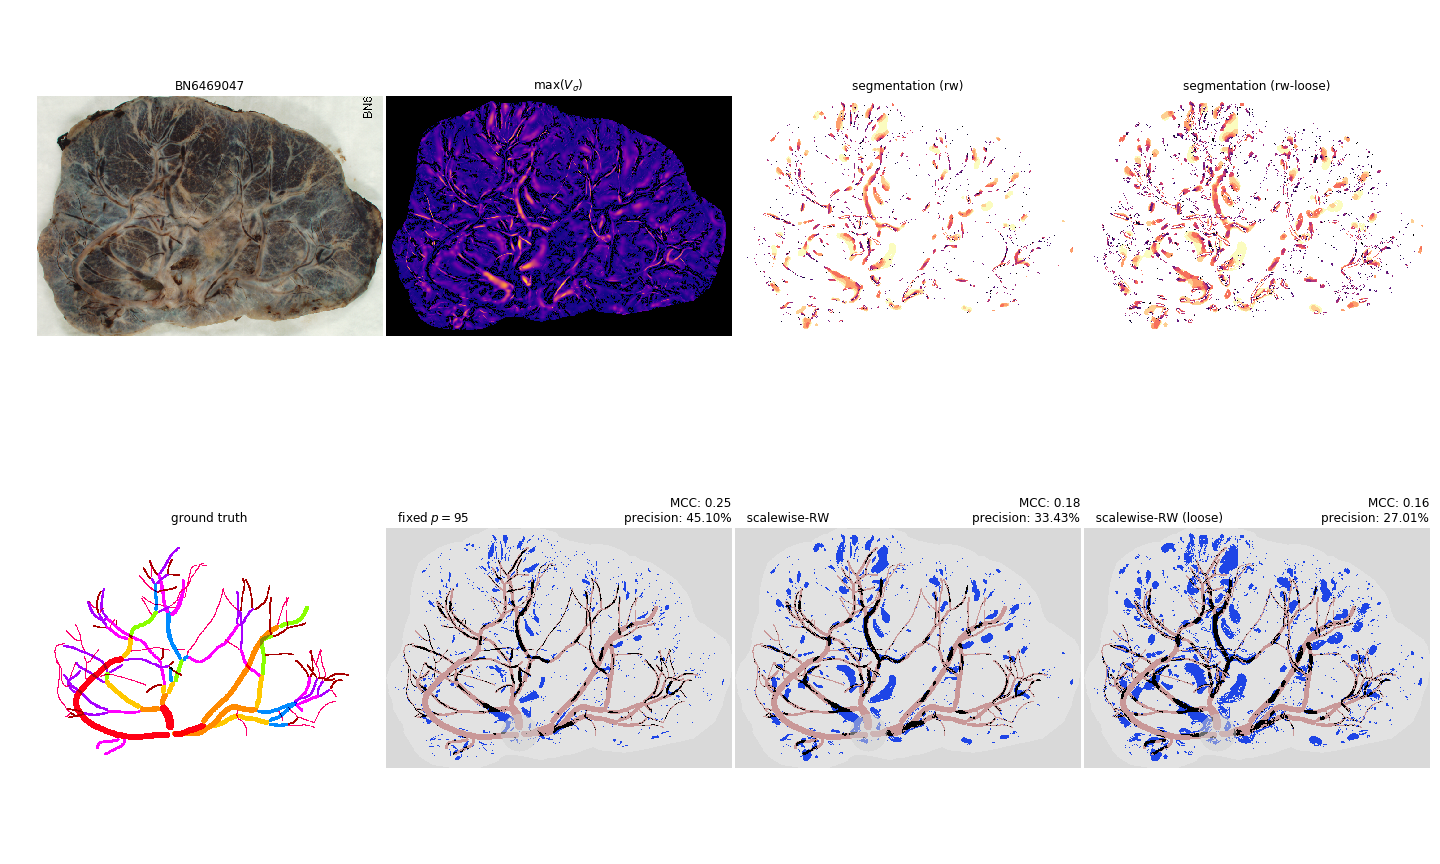 BN6469047
max(V_σ)
segmentation (rw)
segmentation (rw-loose)
ground truth
fixed p = 95
MCC: 0.25
precision: 45.10%
scalewise-RW
MCC: 0.18
precision: 33.43%
scalewise-RW (loose)
MCC: 0.16
precision: 27.01%